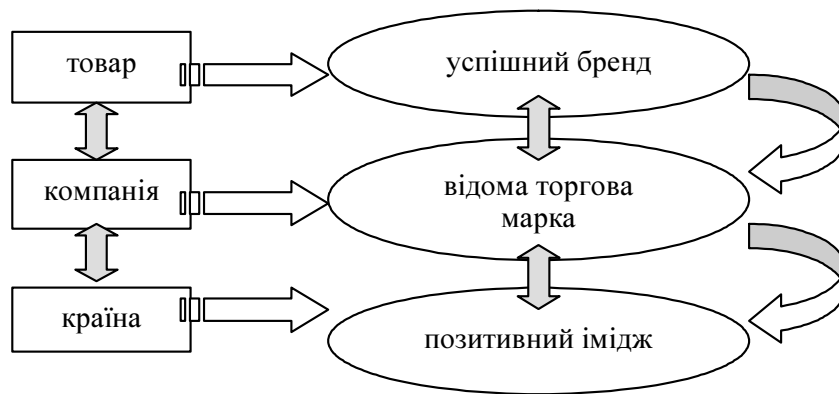 товар
успішний бренд
компанія
відома торгова
марка
країна
позитивний імідж